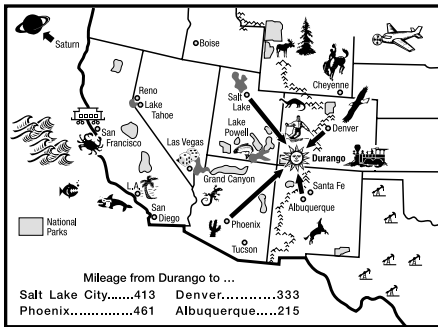 Saturn
Boise
Cheyenne
Reno
Lake
Tahoe
Salt
Lake
Denver
San
Francisco
Lake
Powell
Durango
Las Vegas
Grand Canyon
Santa Fe
L.A.
Albuquerque
San
Diego
Phoenix
National
Parks
Tucson
Mileage from Durango to ...
Salt Lake City......413 Denver............333
Phoenix..............461 Albuquerque......215